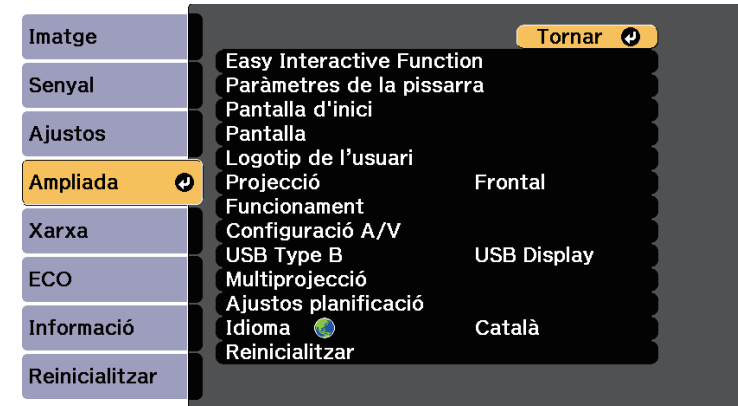 Imatge
Senyal
Ajustos
Ampliada
Xarxa
ECO
Informació
Reinicialitzar
Tornar
Easy Interactive Function
Paràmetres de la pissarra
Pantalla d'inici
Pantalla
Logotip de l’usuari
Projecció Frontal
Funcionament
Configuració A/V
USB Type B USB Display
Multiprojecció
Ajustos planificació
Idioma Català
Reinicialitzar